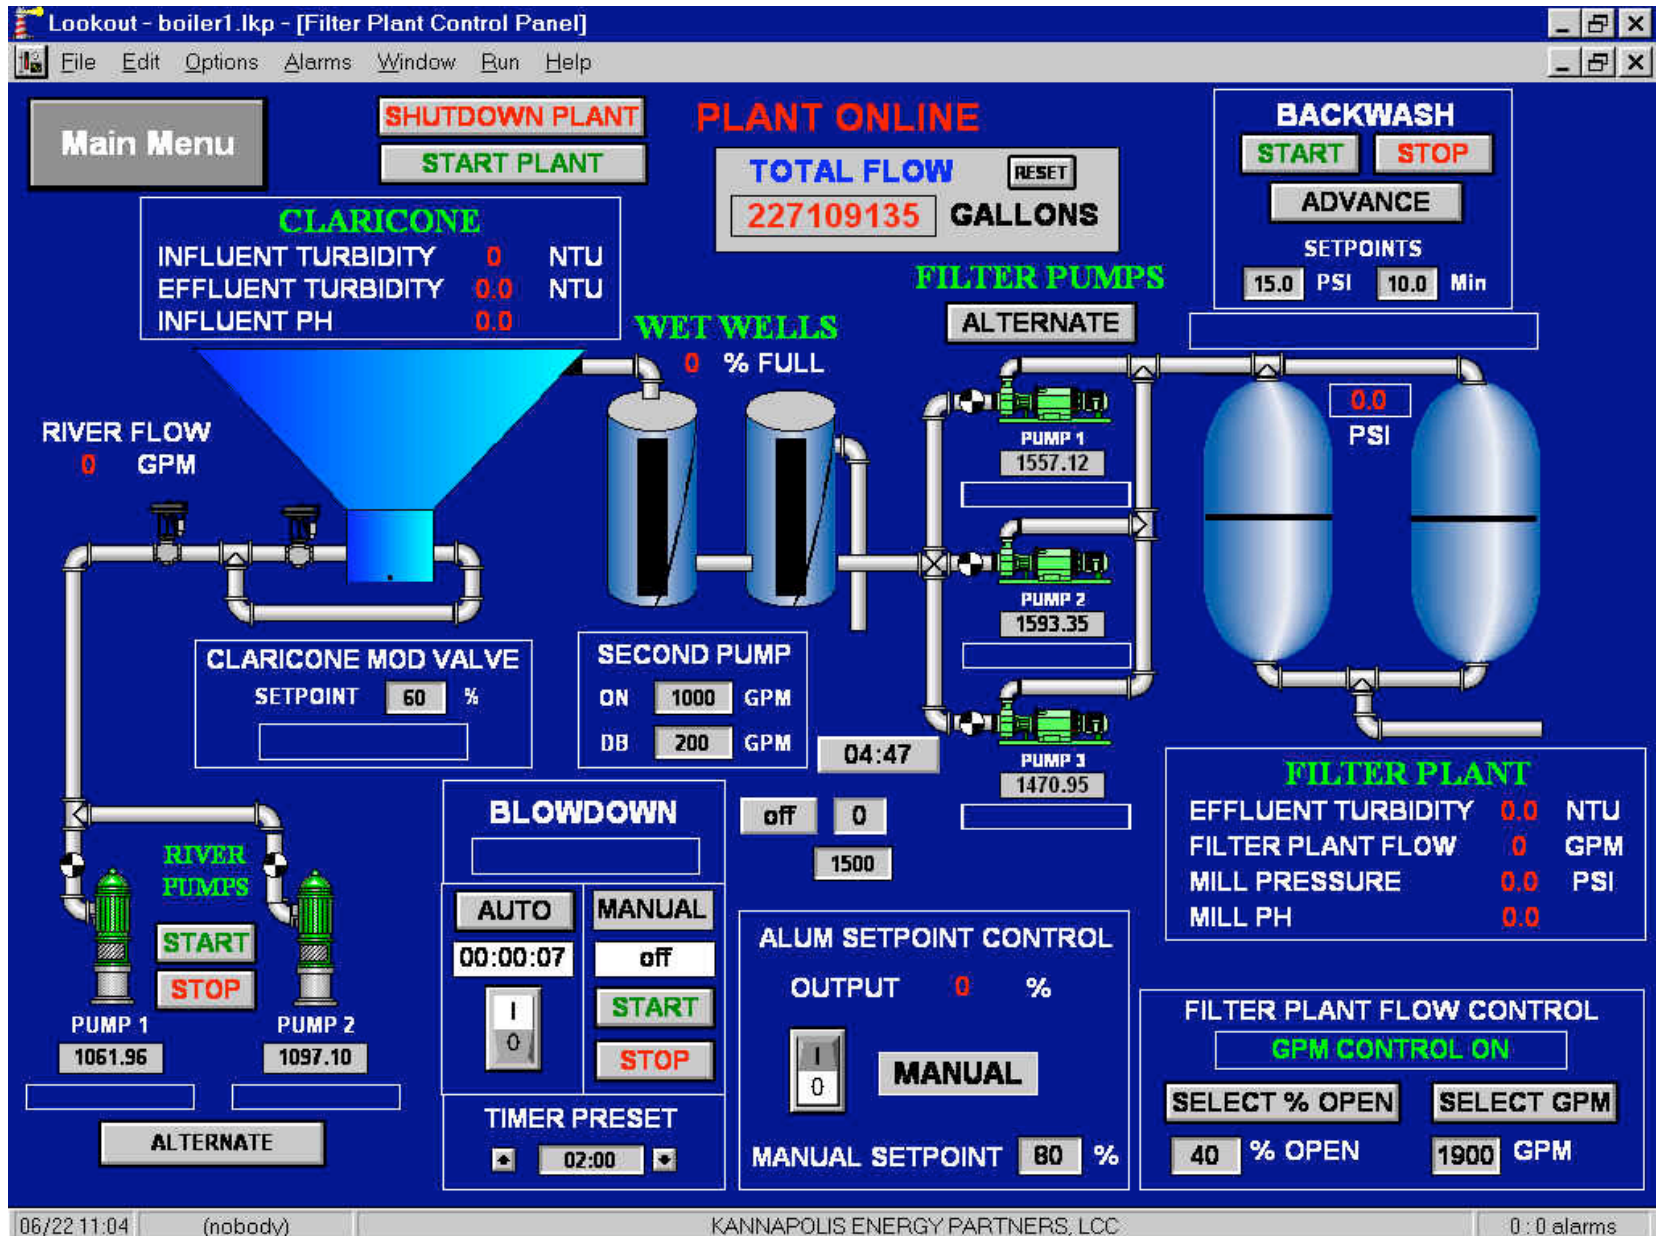 Lookout - boiler1.lkp - [Filter Plant Control Panel]
File Edit Options Alarms Window Run Help
Main Menu
SHUTDOWN PLANT
START PLANT
PLANT ONLINE
TOTAL FLOW RESET
227109135 GALLONS
BACKWASH
START STOP
ADVANCE
SETPOINTS
15.0 PSI 10.0 Min
CLARICONE
INFLUENT TURBIDITY 0 NTU
EFFLUENT TURBIDITY 0.0 NTU
INFLUENT PH 0.0
WET WELLS
0 % FULL
FILTER PUMPS
ALTERNATE
RIVER FLOW
0 GPM
PUMP 1
1557.12
PUMP 2
1593.35
PUMP 3
1470.95
0.0
PSI
CLARICONE MOD VALVE
SETPOINT 60 %
SECOND PUMP
ON 1000 GPM
DB 200 GPM
04:47
off 0
1500
FILTER PLANT
EFFLUENT TURBIDITY 0.0 NTU
FILTER PLANT FLOW 0 GPM
MILL PRESSURE 0.0 PSI
MILL PH 0.0
RIVER
PUMPS
START
STOP
PUMP 1 PUMP 2
1061.96 1097.10
ALTERNATE
BLOWDOWN
AUTO MANUAL
00:00:07 off
I
0
START
STOP
TIMER PRESET
02:00
ALUM SETPOINT CONTROL
OUTPUT 0 %
I
0
MANUAL
MANUAL SETPOINT 80 %
FILTER PLANT FLOW CONTROL
GPM CONTROL ON
SELECT % OPEN SELECT GPM
40 % OPEN 1900 GPM
06/22 11:04 (nobody) KANNAPOLIS ENERGY PARTNERS, LCC 0 : 0 alarms